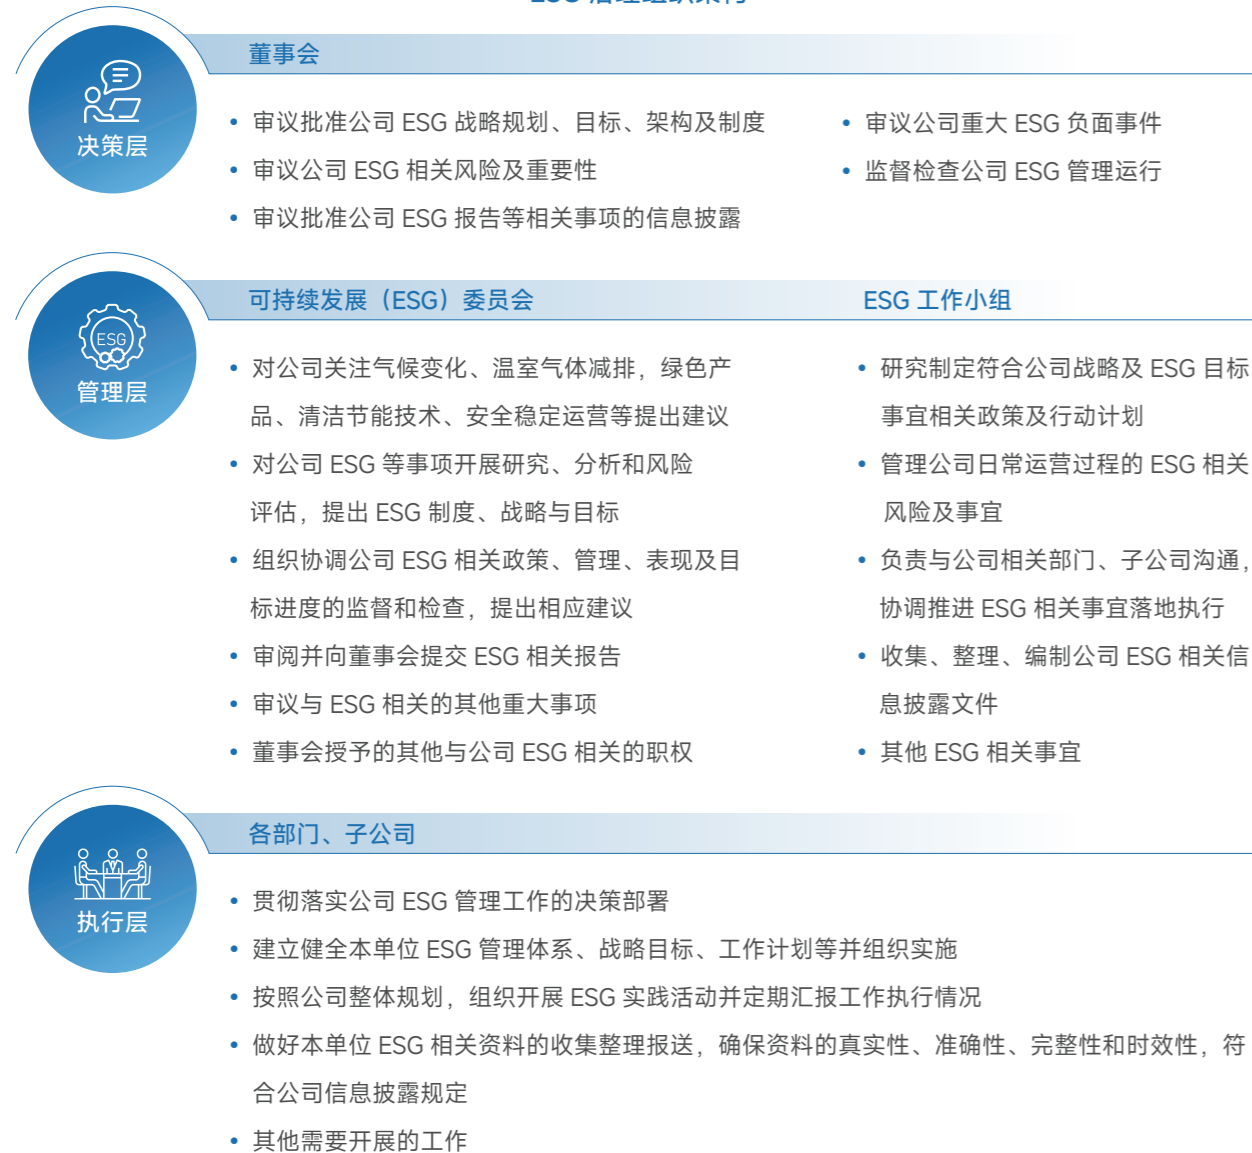 ESG 治理组织架构
董事会
决策层
• 审议批准公司 ESG 战略规划、目标、架构及制度
• 审议公司 ESG 相关风险及重要性
• 审议批准公司 ESG 报告等相关事项的信息披露
• 审议公司重大 ESG 负面事件
• 监督检查公司 ESG 管理运行
可持续发展（ESG）委员会
ESG
管理层
• 对公司关注气候变化、温室气体减排，绿色产
品、清洁节能技术、安全稳定运营等提出建议
• 对公司 ESG 等事项开展研究、分析和风险
评估，提出 ESG 制度、战略与目标
• 组织协调公司 ESG 相关政策、管理、表现及目
标进度的监督和检查，提出相应建议
• 审阅并向董事会提交 ESG 相关报告
• 审议与 ESG 相关的其他重大事项
• 董事会授予的其他与公司 ESG 相关的职权
ESG 工作小组
• 研究制定符合公司战略及 ESG 目标
事宜相关政策及行动计划
• 管理公司日常运营过程的 ESG 相关
风险及事宜
• 负责与公司相关部门、子公司沟通，
协调推进 ESG 相关事宜落地执行
• 收集、整理、编制公司 ESG 相关信
息披露文件
• 其他 ESG 相关事宜
各部门、子公司
执行层
• 贯彻落实公司 ESG 管理工作的决策部署
• 建立健全本单位 ESG 管理体系、战略目标、工作计划等并组织实施
• 按照公司整体规划，组织开展 ESG 实践活动并定期汇报工作执行情况
• 做好本单位 ESG 相关资料的收集整理报送，确保资料的真实性、准确性、完整性和时效性，符
合公司信息披露规定
• 其他需要开展的工作